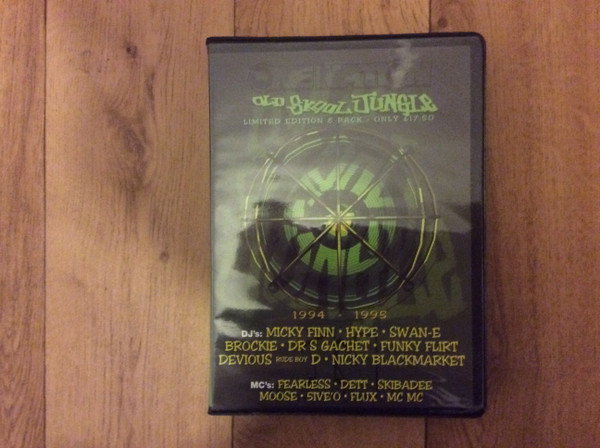 OLD SKOOL JUNGLE
LIMITED EDITION 8 PACK - ONLY £17.50
1994 - 1995
DJ's: MICKY FINN · HYPE · SWAN-E
BROCKIE · DR S GACHET · FUNKY FLIRT
DEVIOUS RUDE BOY D · NICKY BLACKMARKET
MC's: FEARLESS · DETT · SKIBADEE
MOOSE · 5IVE'O · FLUX · MC MC